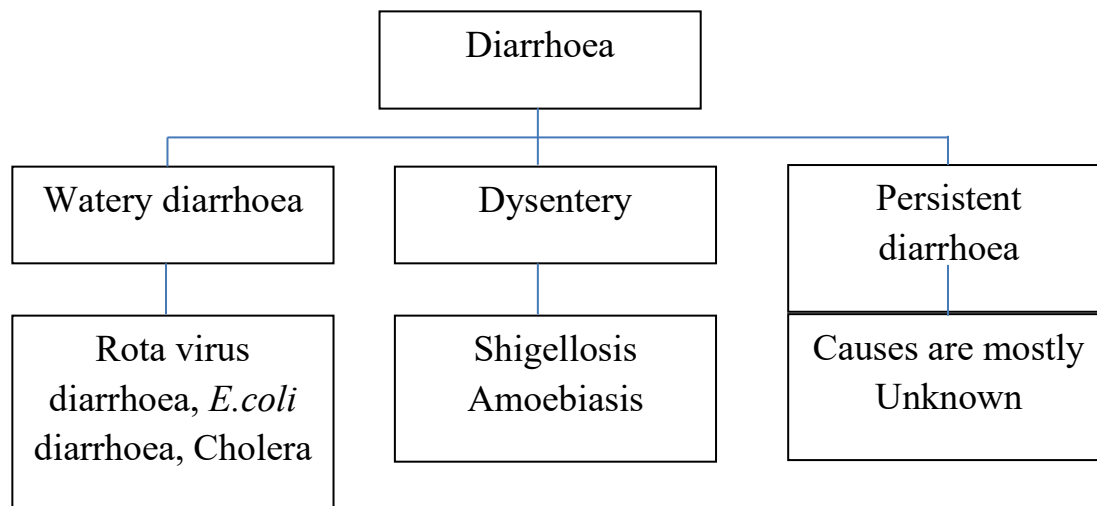 Diarrhoea
Watery diarrhoea
Dysentery
Persistent
diarrhoea
Rota virus
diarrhoea, E.coli
diarrhoea, Cholera
Shigellosis
Amoebiasis
Causes are mostly
Unknown